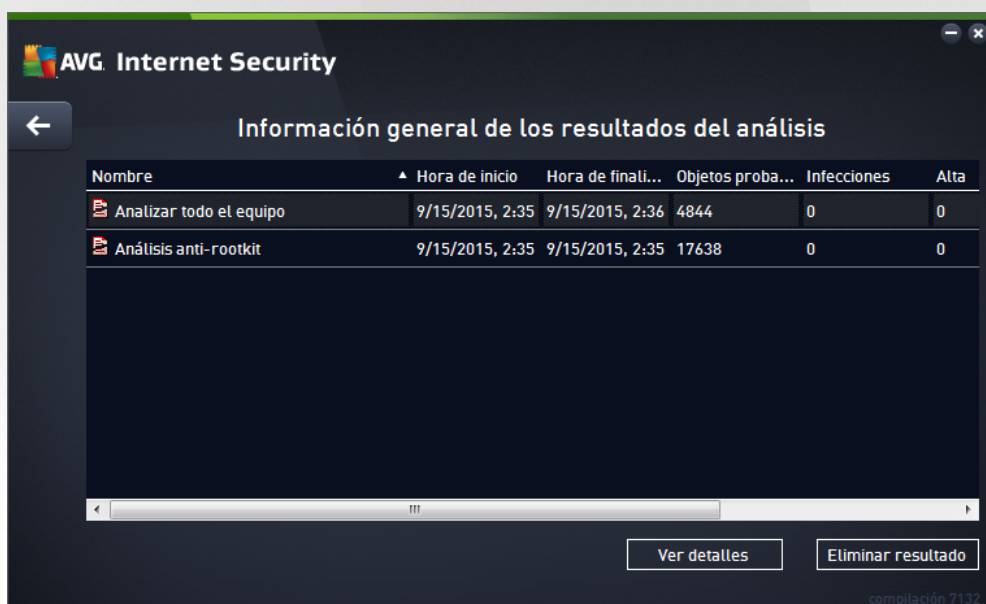 AVG. Internet Security
Información general de los resultados del análisis
Nombre Hora de inicio Hora de finali... Objetos proba... Infecciones Alta
Analizar todo el equipo 9/15/2015, 2:35 9/15/2015, 2:36 4844 0 0
Análisis anti-rootkit 9/15/2015, 2:35 9/15/2015, 2:35 17638 0 0
Ver detalles Eliminar resultado
compilación 7132